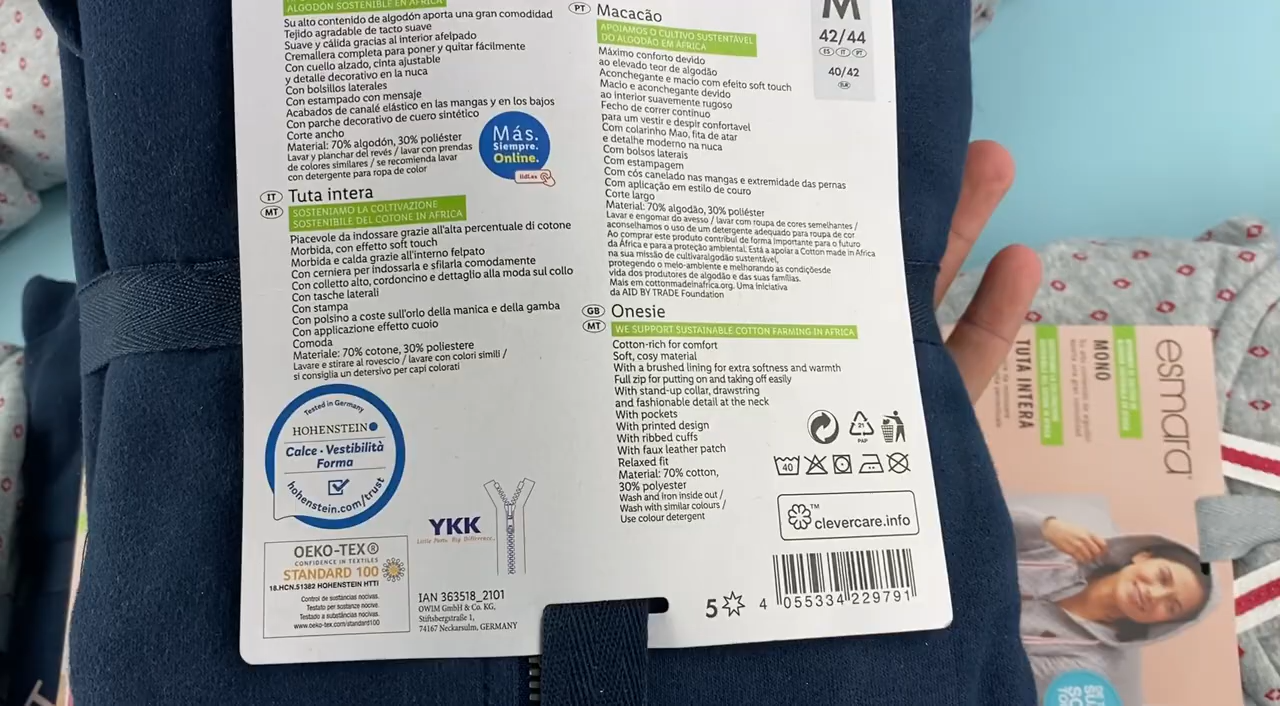 ALGODÓN SOSTENIBLE EN ÁFRICA
Su alto contenido de algodón aporta una gran comodidad
Tejido agradable de tacto suave
Suave y cálida gracias al interior afelpado
Cremallera completa para poner y quitar fácilmente
Con cuello alzado, cinta ajustable
y detalle decorativo en la nuca
Con bolsillos laterales
Con estampado con mensaje
Acabados de canalé elástico en las mangas y en los bajos
Con parche decorativo de cuero sintético
Corte ancho
Material: 70% algodón, 30% poliéster
Lavar y planchar del revés / lavar con prendas
de colores similares / se recomienda lavar
con detergente para ropa de color
Más.
Siempre.
Online.
lidl.es
IT Tuta intera
MT
SOSTENIAMO LA COLTIVAZIONE
SOSTENIBILE DEL COTONE IN AFRICA
Piacevole da indossare grazie all'alta percentuale di cotone
Morbida, con effetto soft touch
Morbida e calda grazie all'interno felpato
Con cerniera per indossarla e sfilarla comodamente
Con colletto alto, cordoncino e dettaglio alla moda sul collo
Con tasche laterali
Con stampa
Con polsino a coste sull'orlo della manica e della gamba
Con applicazione effetto cuoio
Comoda
Materiale: 70% cotone, 30% poliestere
Lavare e stirare al rovescio / lavare con colori simili /
si consiglia un detersivo per capi colorati
Tested in Germany
HOHENSTEIN
Calce • Vestibilità
Forma
hohenstein.com/trust
OEKO-TEX®
CONFIDENCE IN TEXTILES
STANDARD 100
18.HCN.51382 HOHENSTEIN HTTI
Control de sustancias nocivas.
Testato per sostanze nocive.
Testado a substâncias nocivas.
www.oeko-tex.com/standard100
YKK
Little Parts. Big Difference.
IAN 363518_2101
OWIM GmbH & Co. KG,
Stiftsbergstraße 1,
74167 Neckarsulm, GERMANY
PT Macacão
APOIAMOS O CULTIVO SUSTENTÁVEL
DO ALGODÃO EM ÁFRICA
Máximo conforto devido
ao elevado teor de algodão
Aconchegante e macio com efeito soft touch
Macio e aconchegante devido
ao interior suavemente rugoso
Fecho de correr contínuo
para um vestir e despir confortavel
Com colarinho Mao, fita de atar
e detalhe moderno na nuca
Com bolsos laterais
Com estampagem
Com cós canelado nas mangas e extremidade das pernas
Com aplicação em estilo de couro
Corte largo
Material: 70% algodão, 30% poliéster
Lavar e engomar do avesso / lavar com roupa de cores semelhantes /
aconselhamos o uso de um detergente adequado para roupa de cor
Ao comprar este produto contribui de forma importante para o futuro
da África e para a proteção ambiental. Está a apoiar a Cotton made in Africa
na sua missão de cultivaralgodão sustentável,
protegendo o meio-ambiente e melhorando as condiçõesde
vida dos produtores de algodão e das suas famílias.
Mais em cottonmadeinafrica.org. Uma iniciativa
da AID BY TRADE Foundation
M
42/44
ES IT PT
40/42
GB Onesie
MT
WE SUPPORT SUSTAINABLE COTTON FARMING IN AFRICA
Cotton-rich for comfort
Soft, cosy material
With a brushed lining for extra softness and warmth
Full zip for putting on and taking off easily
With stand-up collar, drawstring
and fashionable detail at the neck
With pockets
With printed design
With ribbed cuffs
With faux leather patch
Relaxed fit
Material: 70% cotton,
30% polyester
Wash and iron inside out /
Wash with similar colours /
Use colour detergent
21
PAP
40
clevercare.info
TM
5
4 055334 229791
esmara
MONO
TUTA INTERA